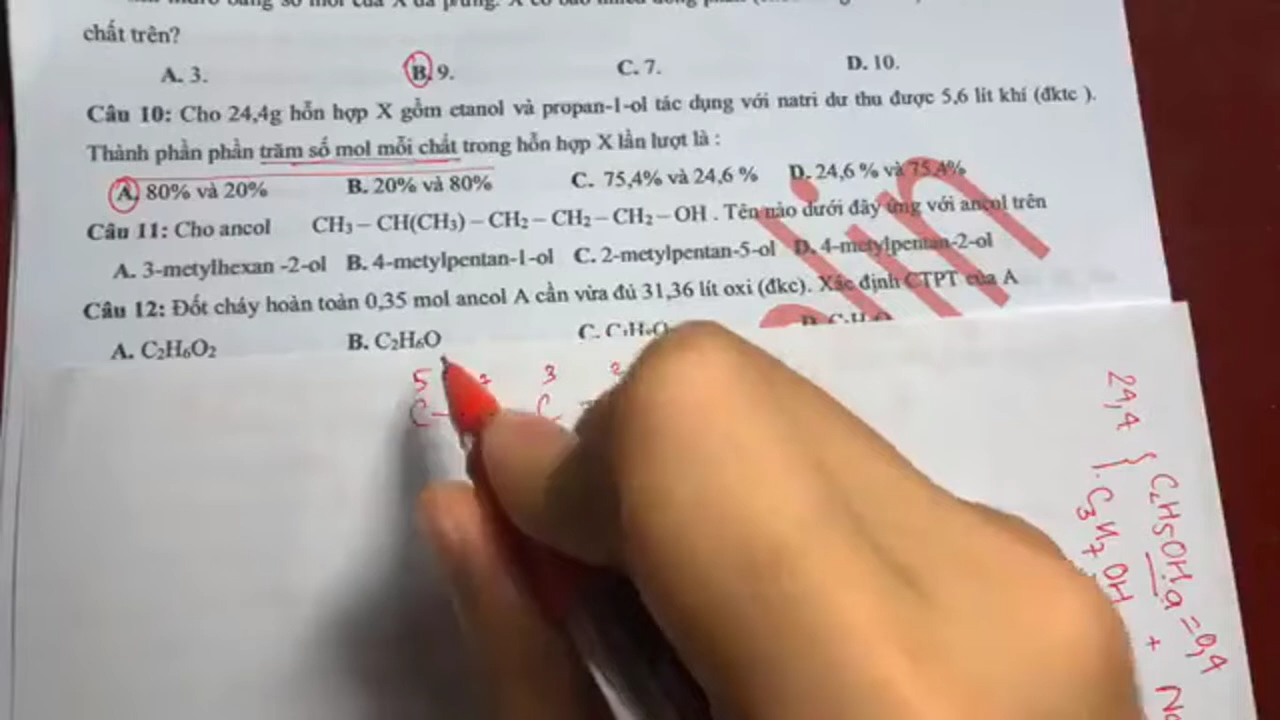 chất trên?
A. 3. B. 9. C. 7. D. 10.
Câu 10: Cho 24,4g hỗn hợp X gồm etanol và propan-1-ol tác dụng với natri dư thu được 5,6 lít khí (đktc ).
Thành phần phần trăm số mol mỗi chất trong hỗn hợp X lần lượt là :
A. 80% và 20% B. 20% và 80% C. 75,4% và 24,6 % D. 24,6 % và 75,4%
Câu 11: Cho ancol CH₃ – CH(CH₃) – CH₂ – CH₂ – CH₂ – OH . Tên nào dưới đây ứng với ancol trên
A. 3-metylhexan -2-ol B. 4-metylpentan-1-ol C. 2-metylpentan-5-ol D. 4-metylpentan-2-ol
Câu 12: Đốt cháy hoàn toàn 0,35 mol ancol A cần vừa đủ 31,36 lít oxi (đkc). Xác định CTPT của A
A. C₂H₆O₂ B. C₂H₆O C. D.
5 3 2
C C
24,4 { C₂H₅OH: a = 0,4
C₃H₇OH + Na